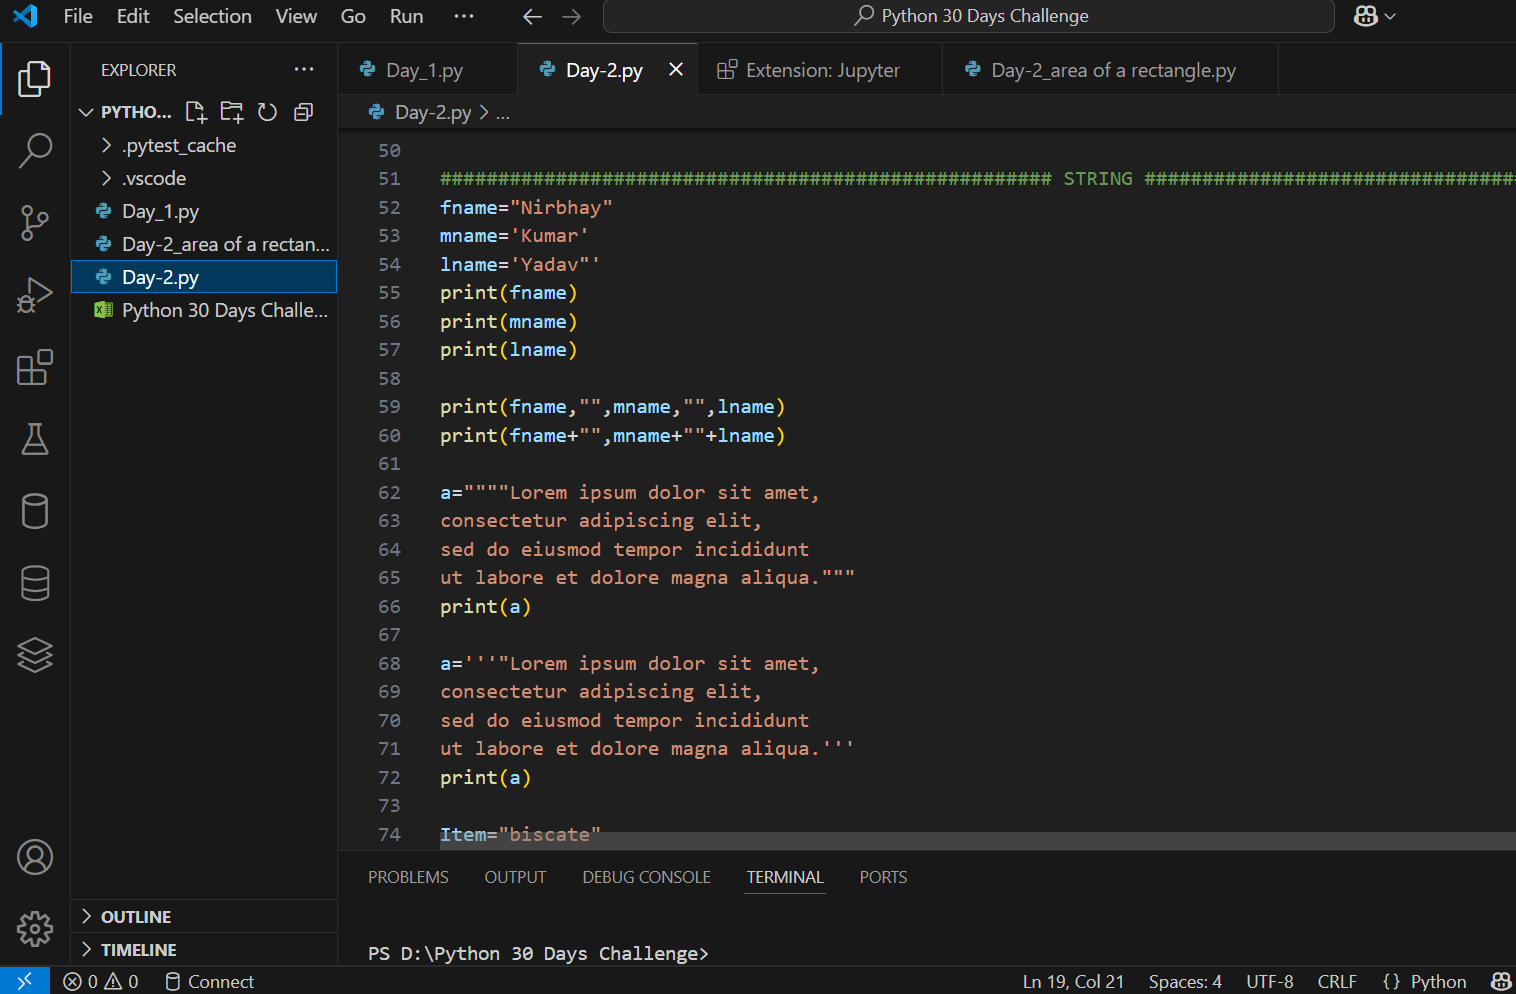 File Edit Selection View Go Run ... Python 30 Days Challenge
EXPLORER ...
Day_1.py Day-2.py Extension: Jupyter Day-2_area of a rectangle.py
PYTHO...
Day-2.py > ...
.pytest_cache
.vscode
Day_1.py
Day-2_area of a rectan...
Day-2.py
Python 30 Days Challe...
50
51 ##################################################### STRING ################################
52 fname="Nirbhay"
53 mname='Kumar'
54 lname='Yadav"'
55 print(fname)
56 print(mname)
57 print(lname)
58
59 print(fname,"",mname,"",lname)
60 print(fname+"",mname+""+lname)
61
62 a=""""Lorem ipsum dolor sit amet,
63 consectetur adipiscing elit,
64 sed do eiusmod tempor incididunt
65 ut labore et dolore magna aliqua."""
66 print(a)
67
68 a='''"Lorem ipsum dolor sit amet,
69 consectetur adipiscing elit,
70 sed do eiusmod tempor incididunt
71 ut labore et dolore magna aliqua.'''
72 print(a)
73
74 Item="biscate"
PROBLEMS OUTPUT DEBUG CONSOLE TERMINAL PORTS
PS D:\Python 30 Days Challenge>
OUTLINE
TIMELINE
0 0 Connect Ln 19, Col 21 Spaces: 4 UTF-8 CRLF {} Python